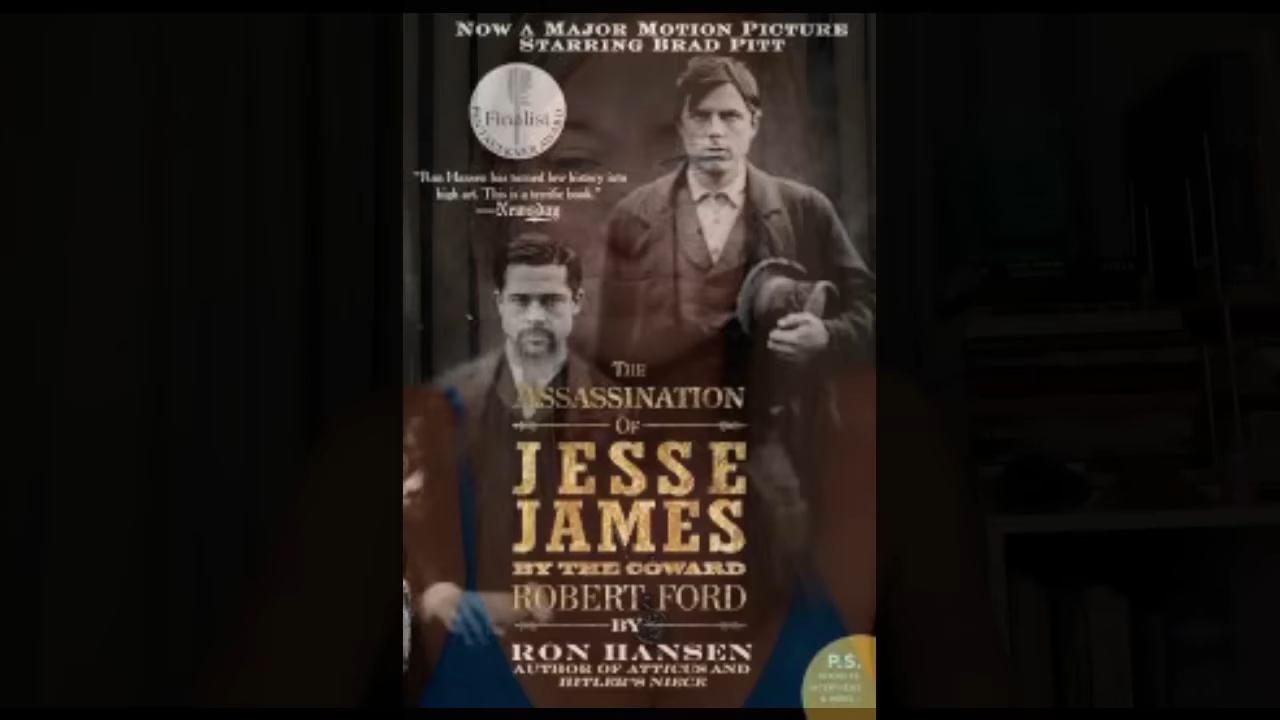 NOW A MAJOR MOTION PICTURE
STARRING BRAD PITT
Finalist
"Ron Hansen has turned low history into
high art. This is a terrific book."
—Newsday
THE
ASSASSINATION
OF
JESSE
JAMES
BY THE COWARD
ROBERT FORD
BY
RON HANSEN
AUTHOR OF ATTICUS AND
HITLER'S NIECE
P.S.